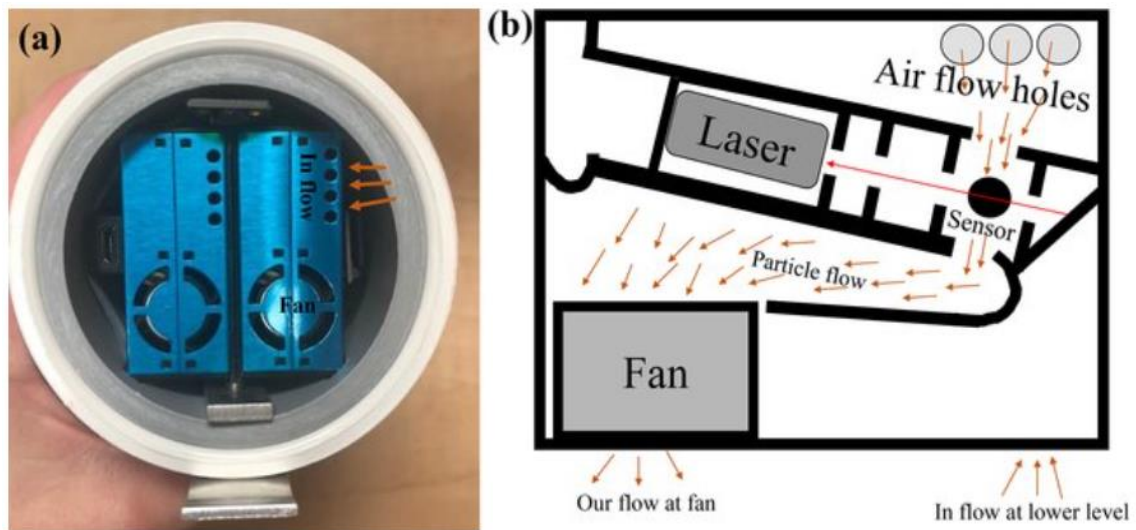 (a)
In flow
Fan
(b)
Air flow holes
Laser
Sensor
Particle flow
Fan
Our flow at fan
In flow at lower level